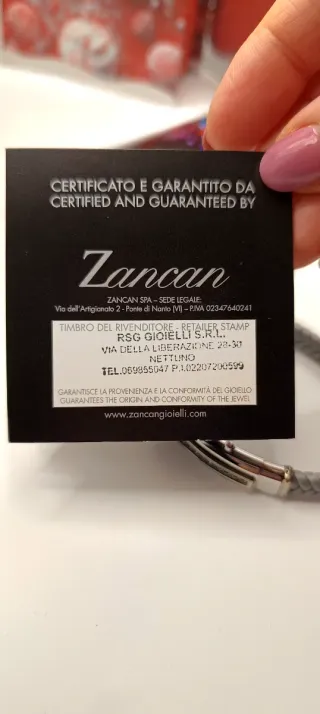 CERTIFICATO E GARANTITO DA
CERTIFIED AND GUARANTEED BY
Zancan
ZANCAN SPA – SEDE LEGALE:
Via dell'Artigianato 2 - Ponte di Nanto (VI) – P.IVA 02347640241
TIMBRO DEL RIVENDITORE - RETAILER STAMP
RSG GIOIELLI S.R.L.
VIA DELLA LIBERAZIONE 28-30
NETTUNO
TEL.069855047 P.I.02207200599
GARANTISCE LA PROVENIENZA E LA CONFORMITÀ DEL GIOIELLO
GUARANTEES THE ORIGIN AND CONFORMITY OF THE JEWEL
www.zancangioielli.com